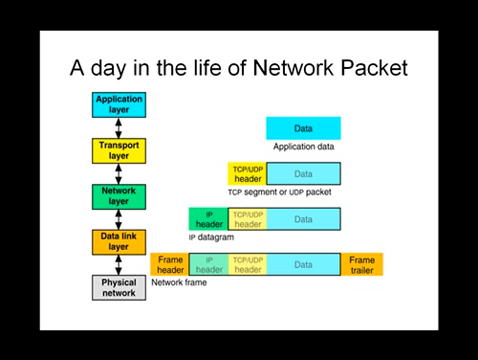 A day in the life of Network Packet
Application
layer
Data
Application data
Transport
layer
TCP/UDP
header
Data
TCP segment or UDP packet
Network
layer
IP
header
TCP/UDP
header
Data
IP datagram
Data link
layer
Frame
header
IP
header
TCP/UDP
header
Data
Frame
trailer
Network frame
Physical
network